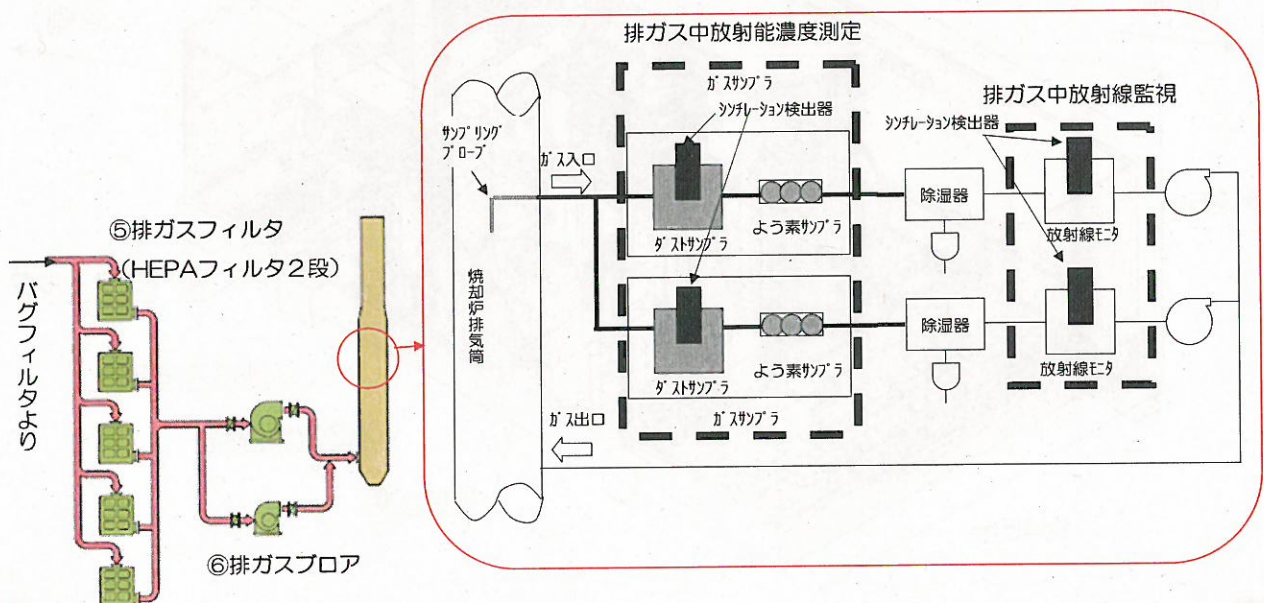 排ガス中放射能濃度測定
ガスサンプラ
シンチレーション検出器
排ガス中放射線監視
シンチレーション検出器
サンプリング
プローブ
ガス入口
除湿器
ダストサンプラ
よう素サンプラ
放射線モニタ
⑤排ガスフィルタ
(HEPAフィルタ2段)
バグフィルタより
焼却炉排気筒
除湿器
ダストサンプラ
よう素サンプラ
放射線モニタ
ガス出口
ガスサンプラ
⑥排ガスブロア